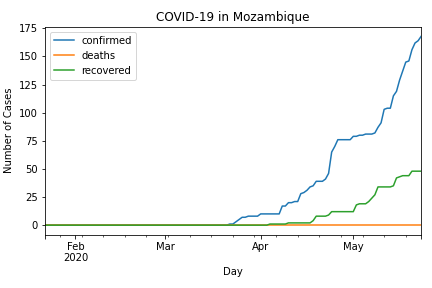 COVID-19 in Mozambique
confirmed
deaths
recovered
Number of Cases
175
150
125
100
75
50
25
0
Feb
2020
Mar
Apr
May
Day